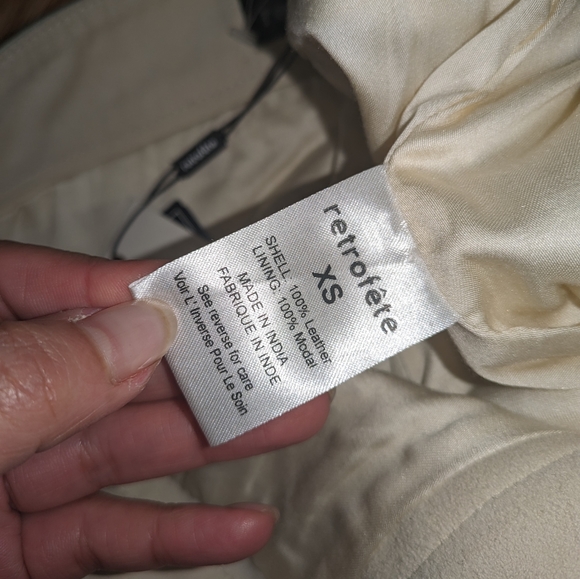 retrofête
XS
SHELL: 100% Leather
LINING: 100% Modal
MADE IN INDIA
FABRIQUE IN INDE
See reverse for care
Voir L' Inverse Pour Le Soin